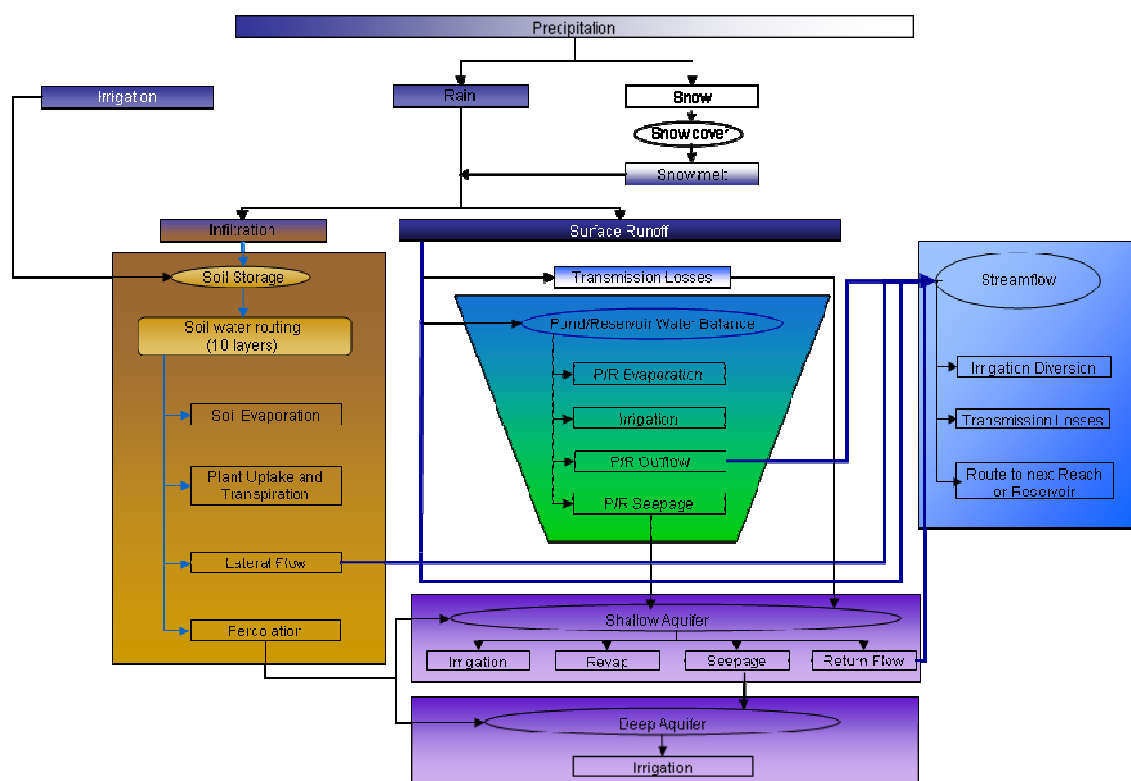 Precipitation
Irrigation
Rain
Snow
Snow cover
Snow melt
Infiltration
Surface Runoff
Soil Storage
Transmission Losses
Streamflow
Soil water routing
(10 layers)
Pond/Reservoir Water Balance
P/R Evaporation
Irrigation Diversion
Soil Evaporation
Irrigation
Transmission Losses
P/R Outflow
Plant Uptake and
Transpiration
Route to next Reach
or Reservoir
P/R Seepage
Lateral Flow
Percolation
Shallow Aquifer
Irrigation
Revap
Seepage
Return Flow
Deep Aquifer
Irrigation